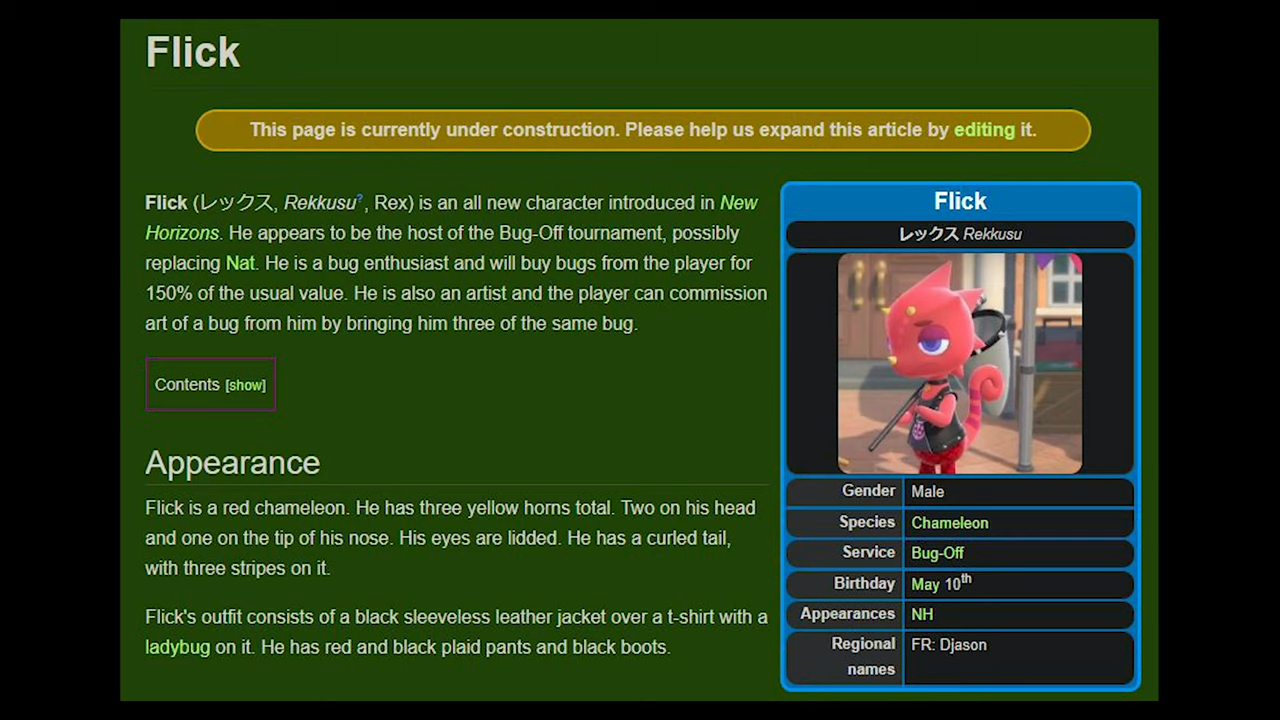 Flick
This page is currently under construction. Please help us expand this article by editing it.
Flick (レックス, Rekkusu?, Rex) is an all new character introduced in New
Horizons. He appears to be the host of the Bug-Off tournament, possibly
replacing Nat. He is a bug enthusiast and will buy bugs from the player for
150% of the usual value. He is also an artist and the player can commission
art of a bug from him by bringing him three of the same bug.
Contents [show]
Appearance
Flick is a red chameleon. He has three yellow horns total. Two on his head
and one on the tip of his nose. His eyes are lidded. He has a curled tail,
with three stripes on it.
Flick's outfit consists of a black sleeveless leather jacket over a t-shirt with a
ladybug on it. He has red and black plaid pants and black boots.
Flick
レックス Rekkusu
Gender Male
Species Chameleon
Service Bug-Off
Birthday May 10th
Appearances NH
Regional FR: Djason
names